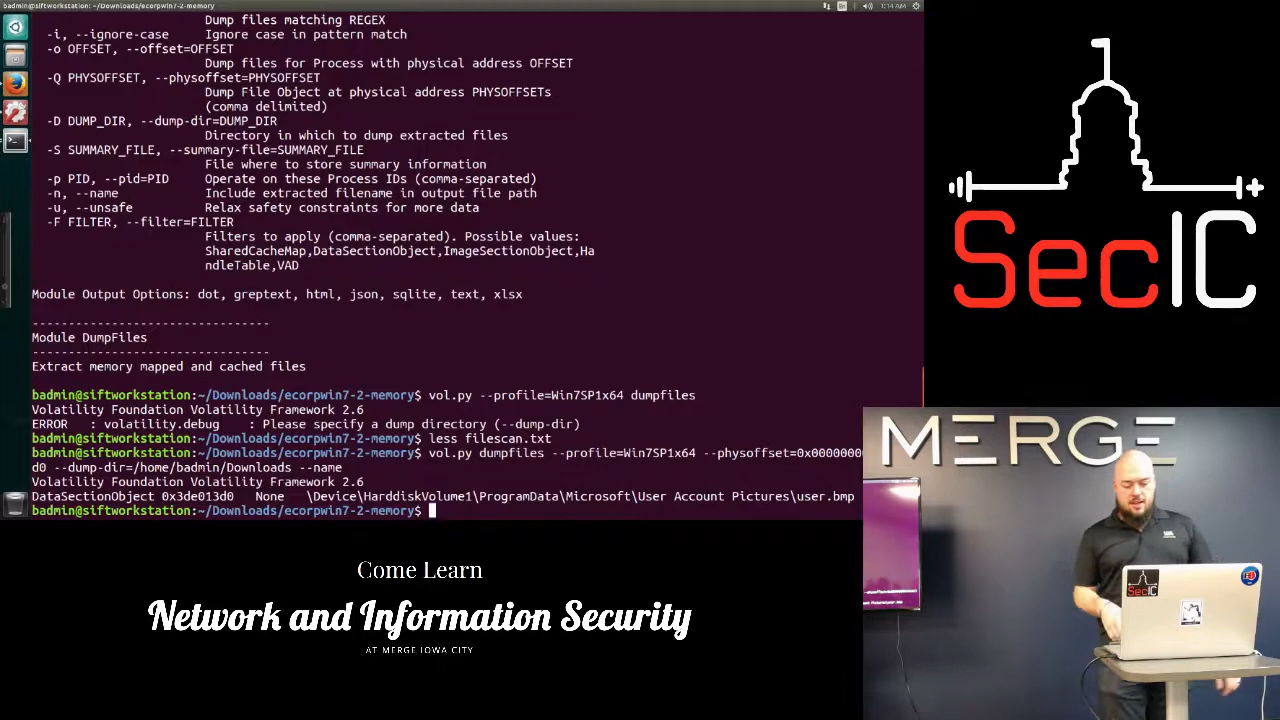 badmin@siftworkstation: ~/Downloads/ecorpwin7-2-memory
1:14 AM
Dump files matching REGEX
-i, --ignore-case Ignore case in pattern match
-o OFFSET, --offset=OFFSET
Dump files for Process with physical address OFFSET
-Q PHYSOFFSET, --physoffset=PHYSOFFSET
Dump File Object at physical address PHYSOFFSETs
(comma delimited)
-D DUMP_DIR, --dump-dir=DUMP_DIR
Directory in which to dump extracted files
-S SUMMARY_FILE, --summary-file=SUMMARY_FILE
File where to store summary information
-p PID, --pid=PID Operate on these Process IDs (comma-separated)
-n, --name Include extracted filename in output file path
-u, --unsafe Relax safety constraints for more data
-F FILTER, --filter=FILTER
Filters to apply (comma-separated). Possible values:
SharedCacheMap,DataSectionObject,ImageSectionObject,Ha
ndleTable,VAD
Module Output Options: dot, greptext, html, json, sqlite, text, xlsx
---------------------------------
Module DumpFiles
---------------------------------
Extract memory mapped and cached files
badmin@siftworkstation:~/Downloads/ecorpwin7-2-memory$ vol.py --profile=Win7SP1x64 dumpfiles
Volatility Foundation Volatility Framework 2.6
ERROR : volatility.debug : Please specify a dump directory (--dump-dir)
badmin@siftworkstation:~/Downloads/ecorpwin7-2-memory$ less filescan.txt
badmin@siftworkstation:~/Downloads/ecorpwin7-2-memory$ vol.py dumpfiles --profile=Win7SP1x64 --physoffset=0x0000000
d0 --dump-dir=/home/badmin/Downloads --name
Volatility Foundation Volatility Framework 2.6
DataSectionObject 0x3de013d0 None \Device\HarddiskVolume1\ProgramData\Microsoft\User Account Pictures\user.bmp
badmin@siftworkstation:~/Downloads/ecorpwin7-2-memory$
SecIC
MERGE
SecIC
Come Learn
Network and Information Security
AT MERGE IOWA CITY